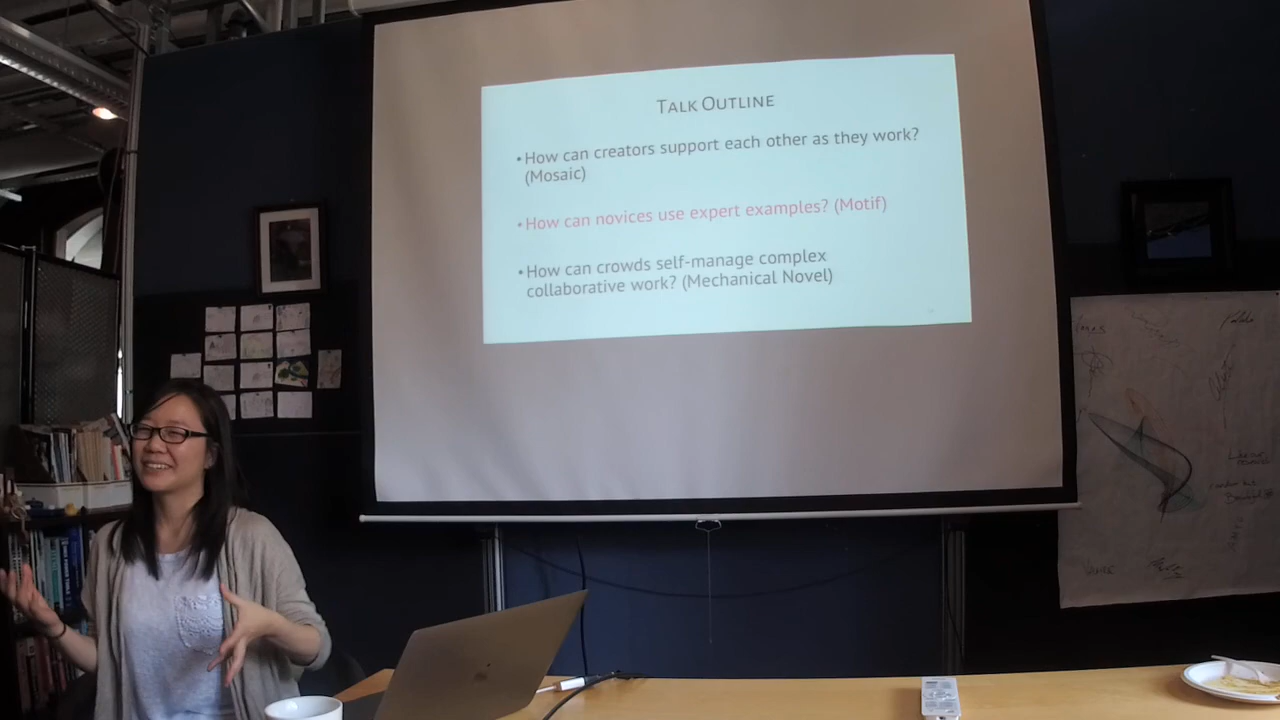 TALK OUTLINE
•How can creators support each other as they work?
(Mosaic)
•How can novices use expert examples? (Motif)
•How can crowds self-manage complex
collaborative work? (Mechanical Novel)